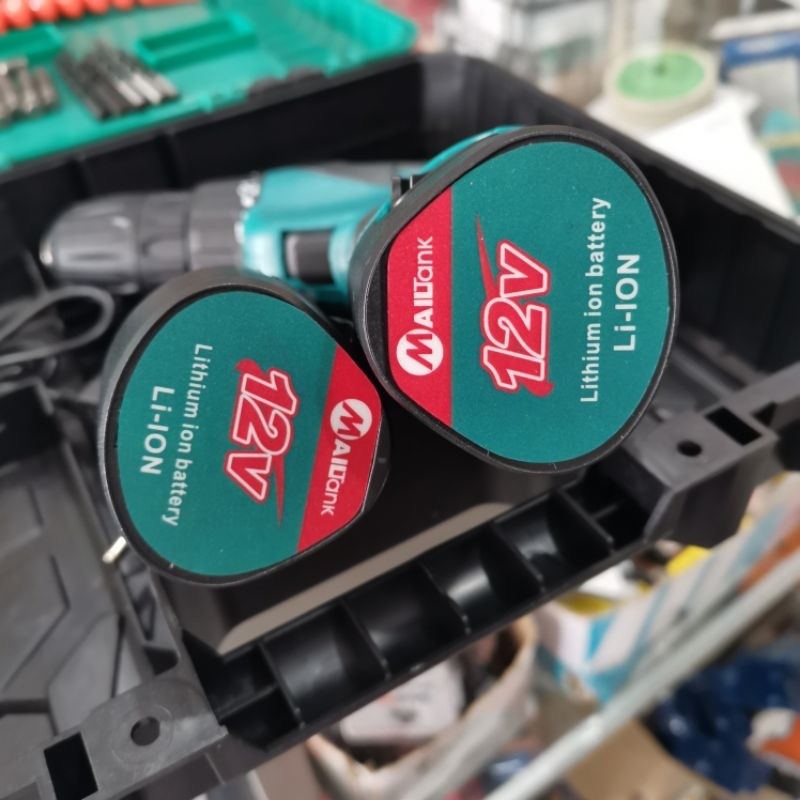 MAILTank
12v
Lithium ion battery
Li-ION
MAILTank
12v
Lithium ion battery
Li-ION